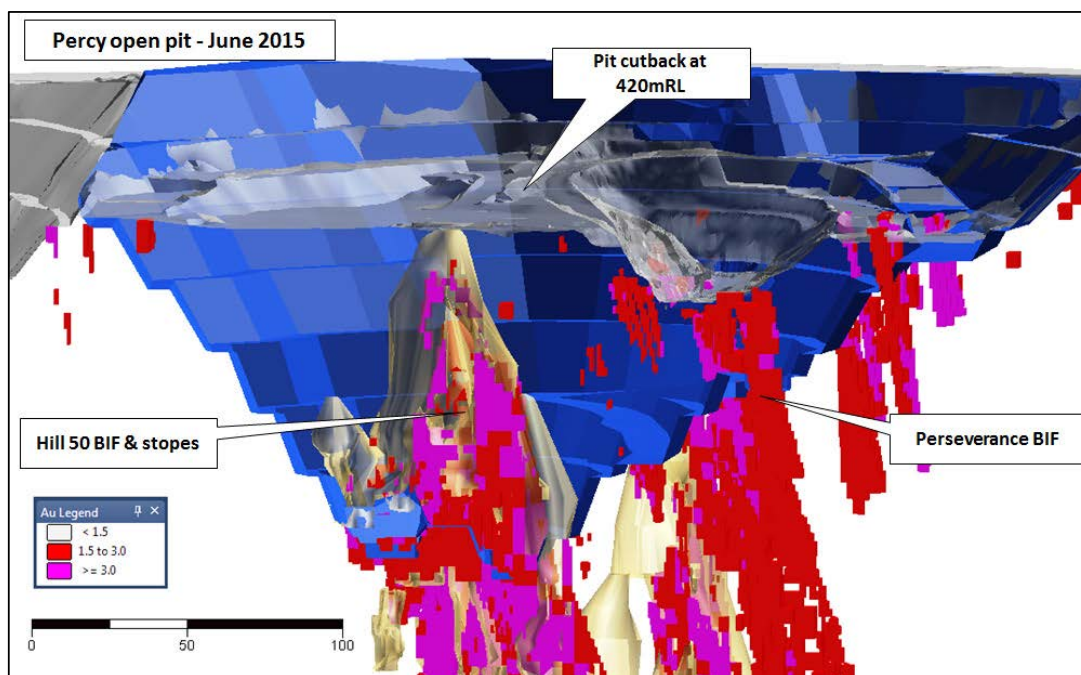 Percy open pit - June 2015
Pit cutback at
420mRL
Hill 50 BIF & stopes
Perseverance BIF
Au Legend
< 1.5
1.5 to 3.0
>= 3.0
0
50
100